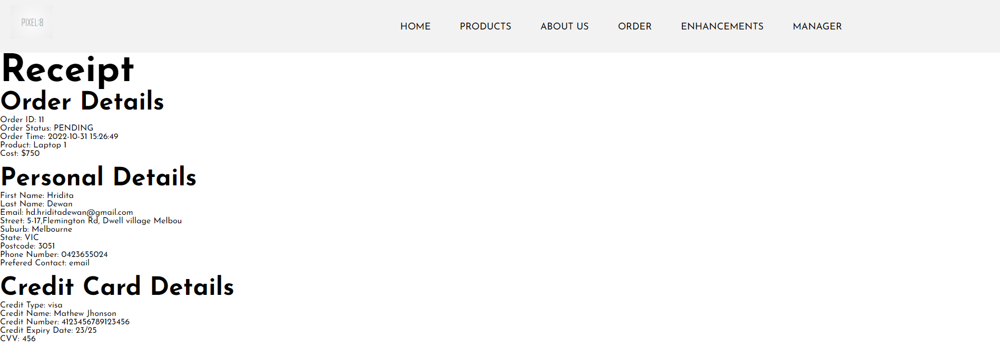 PIXEL:8
HOME PRODUCTS ABOUT US ORDER ENHANCEMENTS MANAGER
Receipt
Order Details
Order ID: 11
Order Status: PENDING
Order Time: 2022-10-31 15:26:49
Product: Laptop 1
Cost: $750
Personal Details
First Name: Hridita
Last Name: Dewan
Email: hd.hriditadewan@gmail.com
Street: 5-17,Flemington Rd, Dwell village Melbou
Suburb: Melbourne
State: VIC
Postcode: 3051
Phone Number: 0423655024
Prefered Contact: email
Credit Card Details
Credit Type: visa
Credit Name: Mathew Jhonson
Credit Number: 4123456789123456
Credit Expiry Date: 23/25
CVV: 456